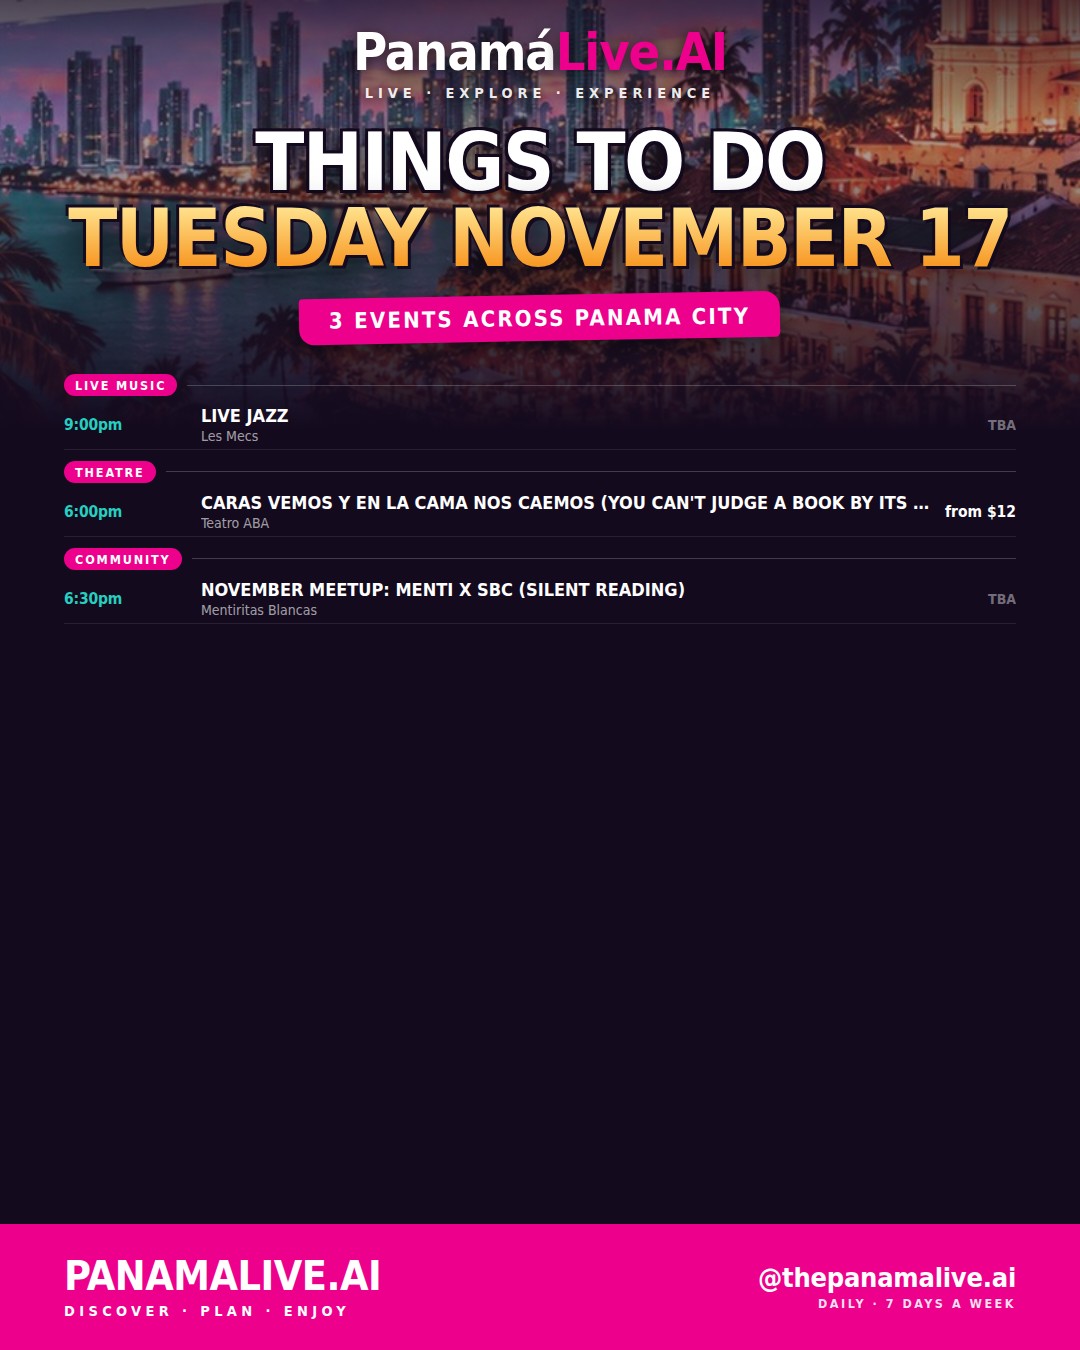 PanamáLive.AI
LIVE · EXPLORE · EXPERIENCE
THINGS TO DO
TUESDAY NOVEMBER 17
3 EVENTS ACROSS PANAMA CITY
LIVE MUSIC
9:00pm LIVE JAZZ TBA
Les Mecs
THEATRE
6:00pm CARAS VEMOS Y EN LA CAMA NOS CAEMOS (YOU CAN'T JUDGE A BOOK BY ITS ... from $12
Teatro ABA
COMMUNITY
6:30pm NOVEMBER MEETUP: MENTI X SBC (SILENT READING) TBA
Mentiritas Blancas
PANAMALIVE.AI
DISCOVER · PLAN · ENJOY
@thepanamalive.ai
DAILY · 7 DAYS A WEEK